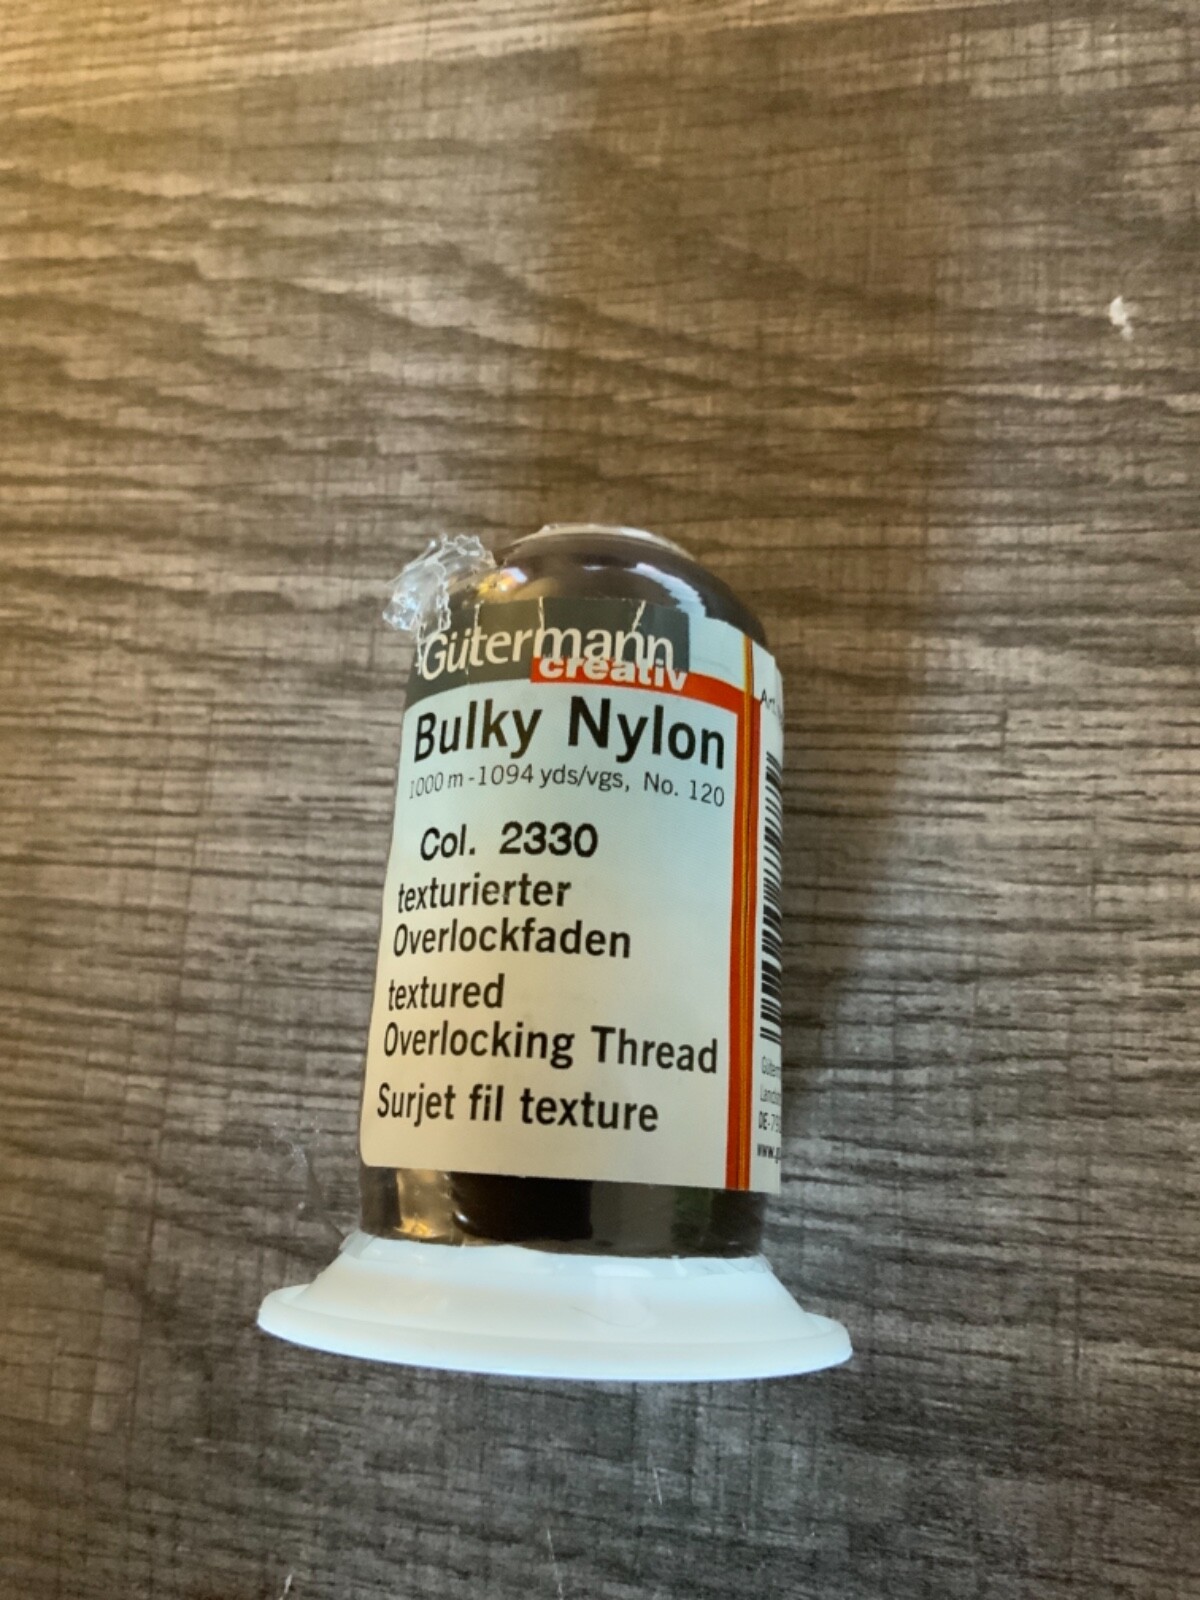 Gütermann
creativ
Bulky Nylon
1000 m - 1094 yds/vgs, No. 120
Col. 2330
texturierter
Overlockfaden
textured
Overlocking Thread
Surjet fil texture